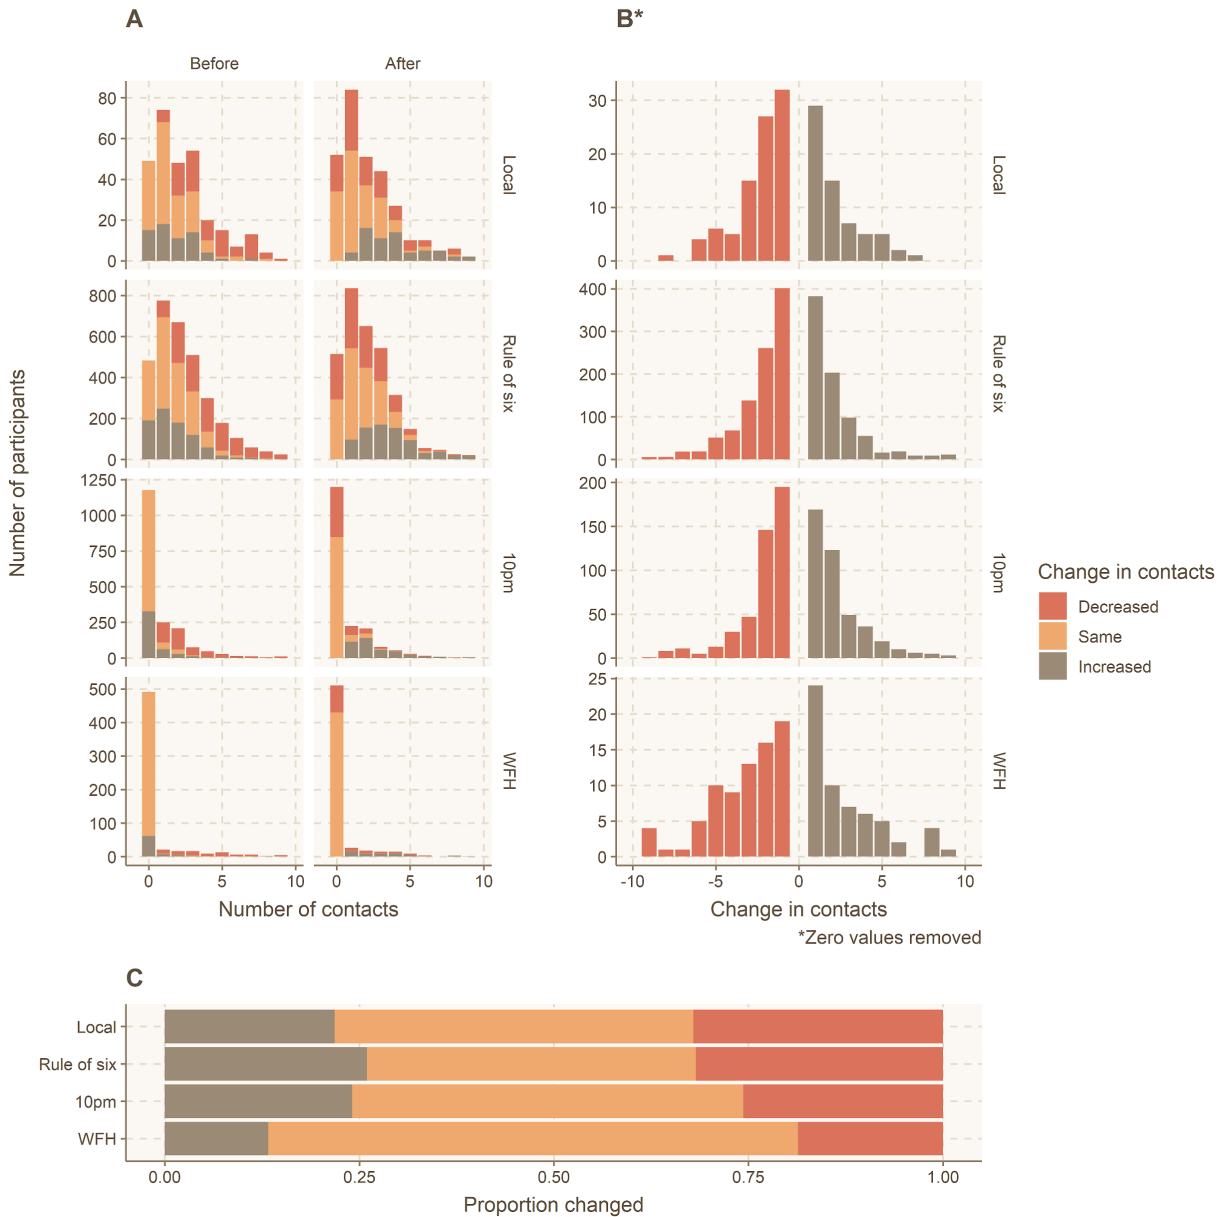 A
B*
Before
After
Number of participants
80
60
40
20
0
Local
30
20
10
0
Local
800
600
400
200
0
Rule of six
400
300
200
100
0
Rule of six
1250
1000
750
500
250
0
10pm
200
150
100
50
0
10pm
500
400
300
200
100
0
WFH
25
20
15
10
5
0
WFH
0 5 10
0 5 10
-10 -5 0 5 10
Number of contacts
Change in contacts
*Zero values removed
Change in contacts
Decreased
Same
Increased
C
Local
Rule of six
10pm
WFH
0.00 0.25 0.50 0.75 1.00
Proportion changed